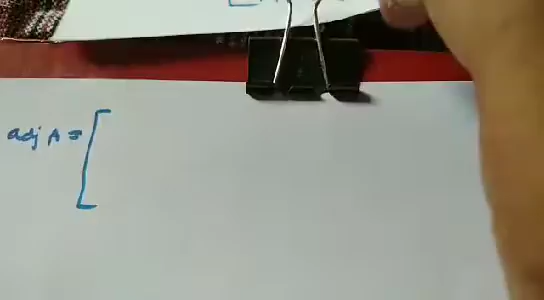 adj A = [